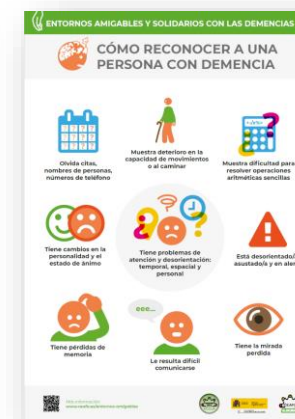 ENTORNOS AMIGABLES Y SOLIDARIOS CON LAS DEMENCIAS
CÓMO RECONOCER A UNA
PERSONA CON DEMENCIA
Olvida citas,
nombres de personas,
números de teléfono
Muestra deterioro en la
capacidad de movimientos
o al caminar
Muestra dificultad para
resolver operaciones
aritméticas sencillas
Tiene cambios en la
personalidad y el
estado de ánimo
Tiene problemas de
atención y desorientación:
temporal, espacial y
personal
Está desorientado/
asustado/a y en aler
Tiene pérdidas de
memoria
eee...
Le resulta difícil
comunicarse
Tiene la mirada
perdida